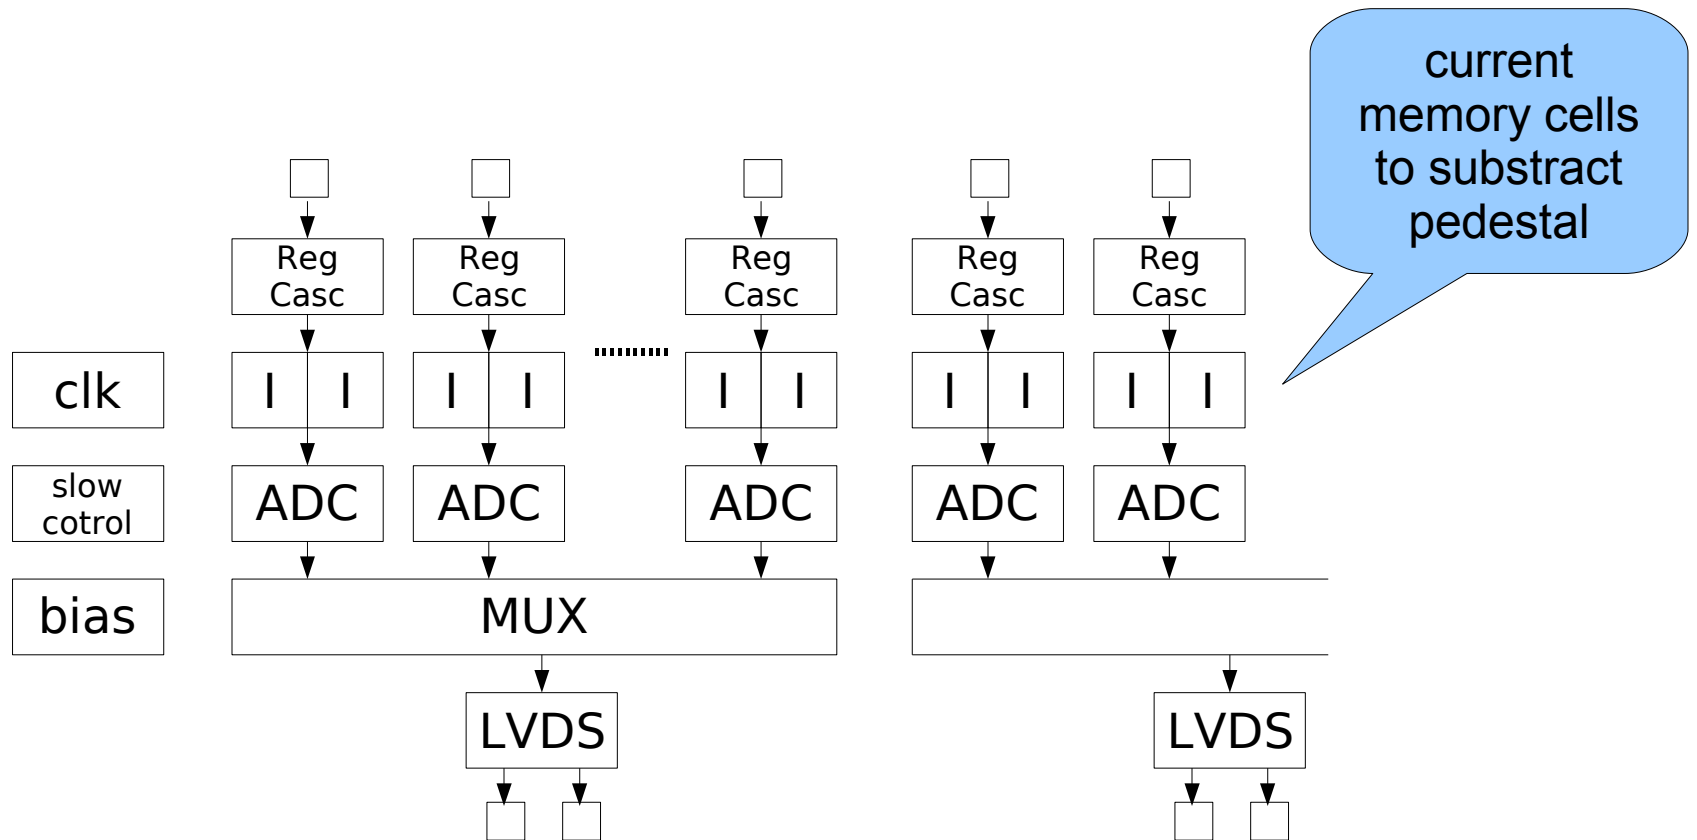 current
memory cells
to substract
pedestal
Reg
Casc
Reg
Casc
Reg
Casc
Reg
Casc
Reg
Casc
clk
I I
I I
I I
I I
I I
slow
cotrol
ADC
ADC
ADC
ADC
ADC
bias
MUX
LVDS
LVDS